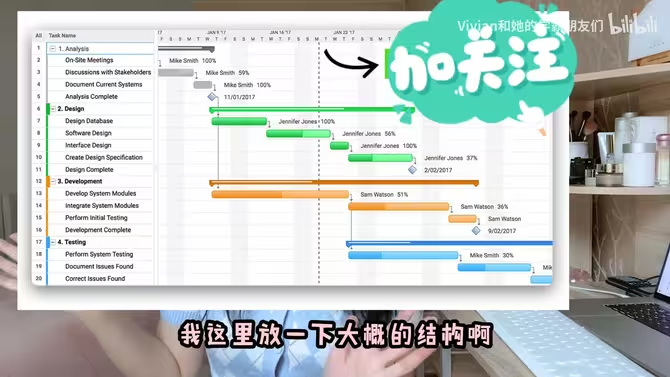 Vivian和她的
朋友们 bilibili
加关注
All Task Name
'17 JAN 9 '17 JAN 16 '17 JAN 22 '17
1 1. Analysis
2 On-Site Meetings Mike Smith 100%
3 Discussions with Stakeholders Mike Smith 59%
4 Document Current Systems Mike Smith 100%
5 Analysis Complete 11/01/2017
6 2. Design
7 Design Database Jennifer Jones 100%
8 Software Design Jennifer Jones 56%
9 Interface Design Jennifer Jones 100%
10 Create Design Specification Jennifer Jones 37%
11 Design Complete 2/02/2017
12 3. Development
13 Develop System Modules Sam Watson 51%
14 Integrate System Modules Sam Watson 36%
15 Perform Initial Testing Sam Watson
16 Development Complete 9/02/2017
17 4. Testing
18 Perform System Testing Mike Smith 30%
19 Document Issues Found Mike
20 Correct Issues Found
我这里放一下大概的结构啊